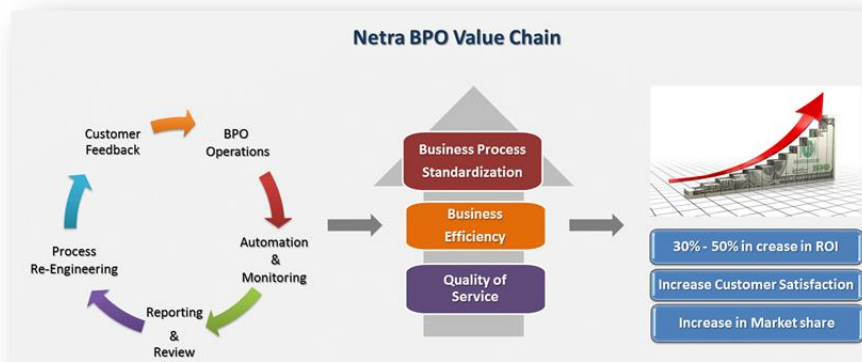 Netra BPO Value Chain
Customer
Feedback
BPO
Operations
Automation
&
Monitoring
Reporting
&
Review
Process
Re-Engineering
Business Process
Standardization
Business
Efficiency
Quality of
Service
30% - 50% in crease in ROI
Increase Customer Satisfaction
Increase in Market share